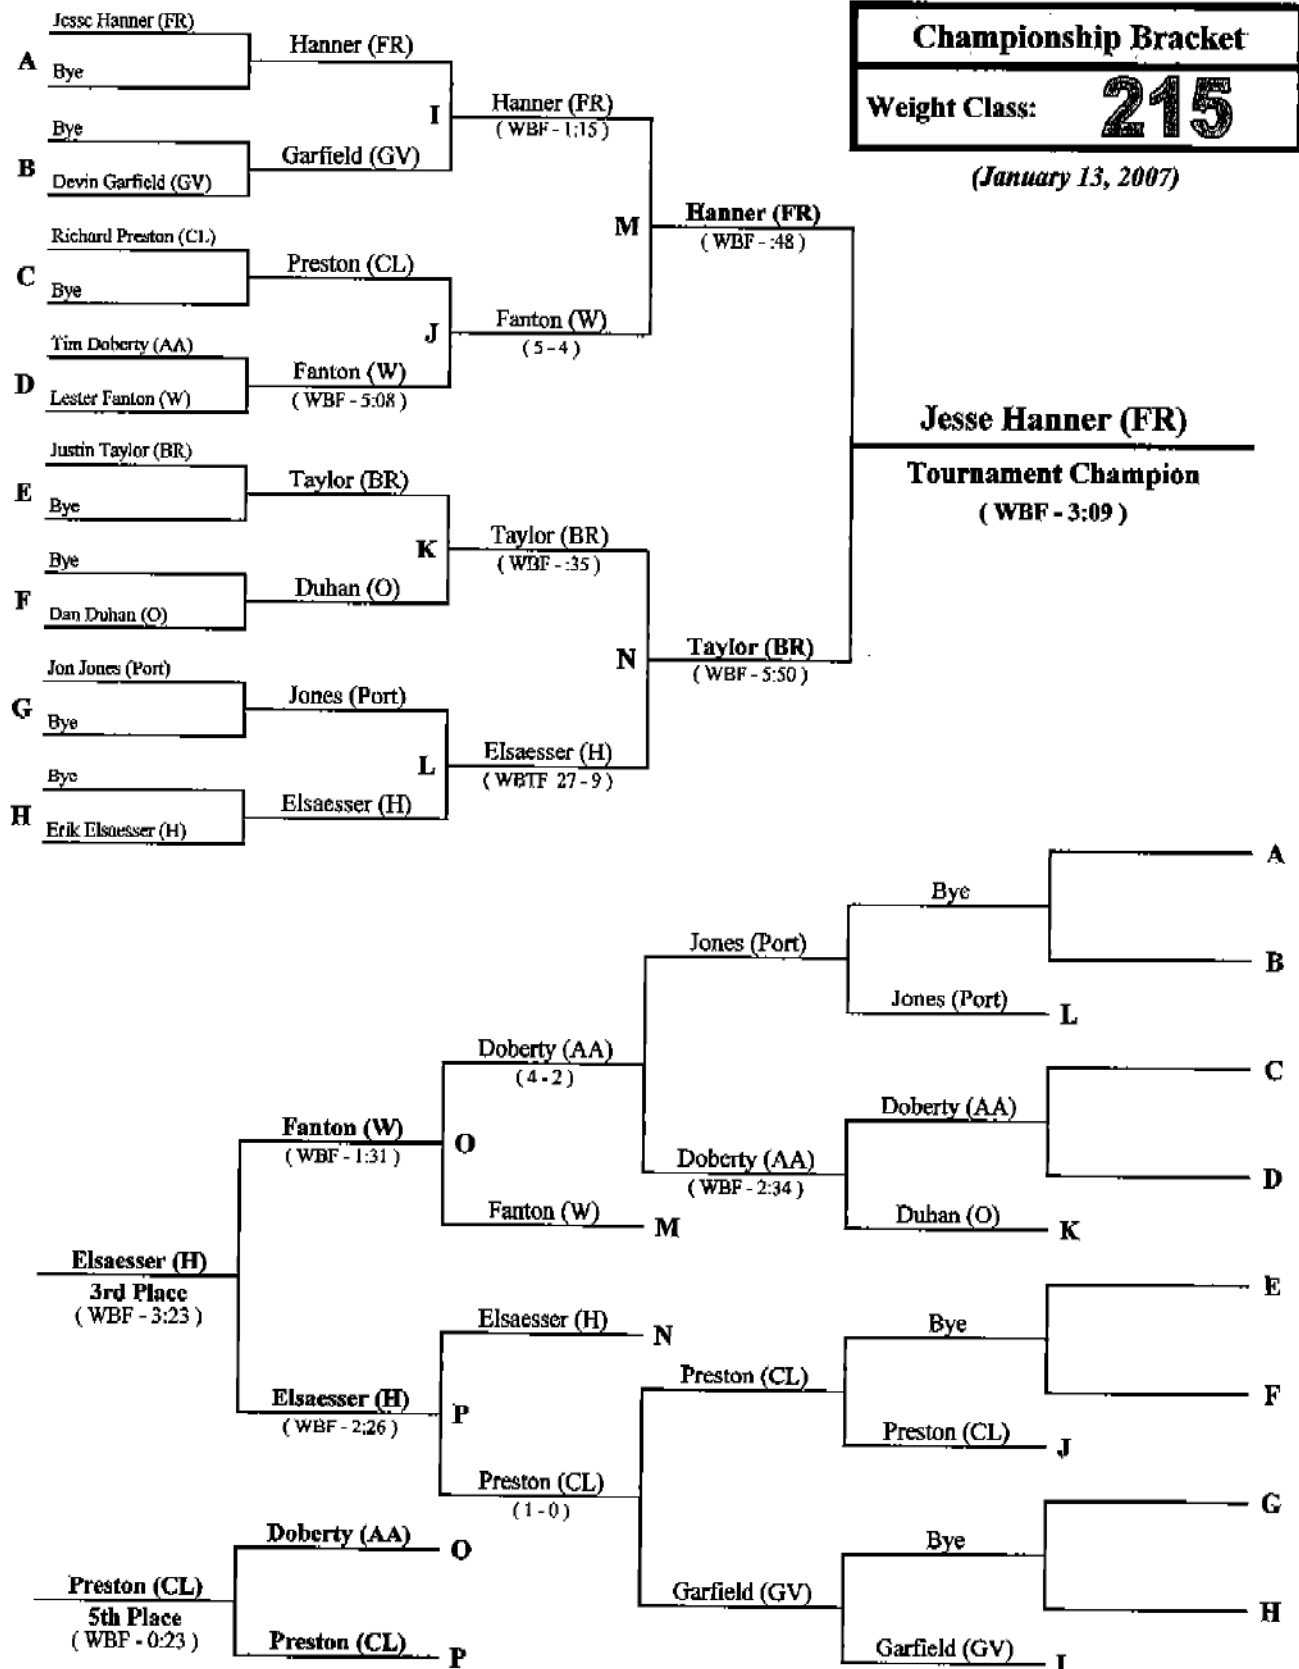 Championship Bracket
Weight Class: 215
(January 13, 2007)
Jesse Hanner (FR)
A
Bye
Hanner (FR)
Bye
B
Devin Garfield (GV)
Garfield (GV)
I
Hanner (FR)
( WBF - 1:15 )
Richard Preston (CL)
C
Bye
Preston (CL)
Tim Doberty (AA)
D
Lester Fanton (W)
Fanton (W)
( WBF - 5:08 )
J
Fanton (W)
( 5 - 4 )
M
Hanner (FR)
( WBF - :48 )
Justin Taylor (BR)
E
Bye
Taylor (BR)
Bye
F
Dan Duhan (O)
Duhan (O)
K
Taylor (BR)
( WBF - :35 )
Jon Jones (Port)
G
Bye
Jones (Port)
Bye
H
Erik Elsaesser (H)
Elsaesser (H)
L
Elsaesser (H)
( WBTF 27 - 9 )
N
Taylor (BR)
( WBF - 5:50 )
Jesse Hanner (FR)
Tournament Champion
( WBF - 3:09 )
A
Bye
B
Jones (Port)
Jones (Port)
L
Doberty (AA)
( 4 - 2 )
C
Doberty (AA)
D
Doberty (AA)
( WBF - 2:34 )
Duhan (O)
K
Fanton (W)
( WBF - 1:31 )
O
Fanton (W)
M
Elsaesser (H)
3rd Place
( WBF - 3:23 )
E
Elsaesser (H)
N
Bye
F
Preston (CL)
Preston (CL)
J
Elsaesser (H)
( WBF - 2:26 )
P
Preston (CL)
( 1 - 0 )
G
Bye
H
Garfield (GV)
Garfield (GV)
I
Doberty (AA)
O
Preston (CL)
5th Place
( WBF - 0:23 )
Preston (CL)
P